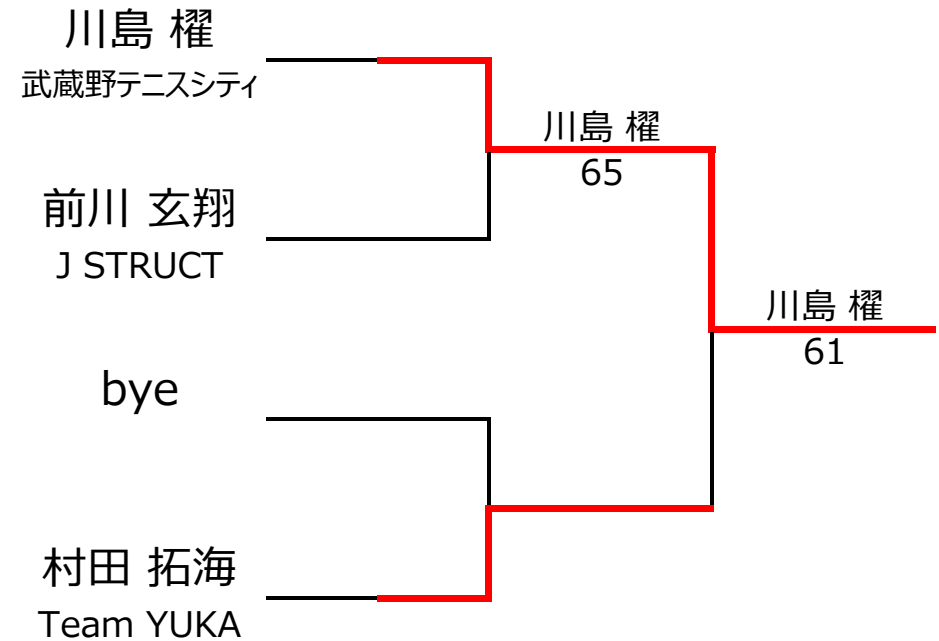 川島 櫂
武蔵野テニスシティ
川島 櫂
65
前川 玄翔
J STRUCT
川島 櫂
61
bye
村田 拓海
Team YUKA